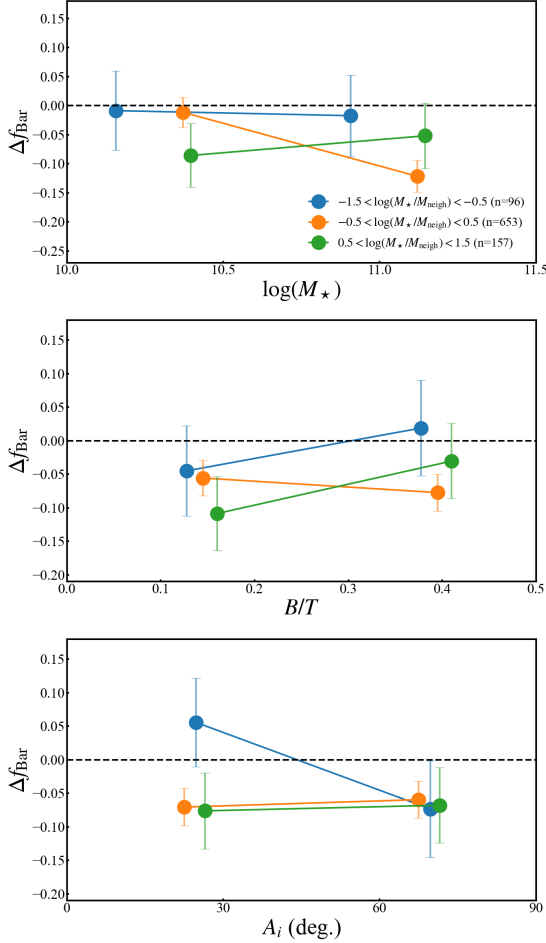 0.15
0.10
0.05
0.00
−0.05
−0.10
−0.15
−0.20
−0.25
Δf_Bar
−1.5 < log(M⋆/M_neigh) < −0.5 (n=96)
−0.5 < log(M⋆/M_neigh) < 0.5 (n=653)
0.5 < log(M⋆/M_neigh) < 1.5 (n=157)
10.0 10.5 11.0 11.5
log(M⋆)
0.15
0.10
0.05
0.00
−0.05
−0.10
−0.15
−0.20
Δf_Bar
0.0 0.1 0.2 0.3 0.4 0.5
B/T
0.15
0.10
0.05
0.00
−0.05
−0.10
−0.15
−0.20
Δf_Bar
0 30 60 90
A_i (deg.)